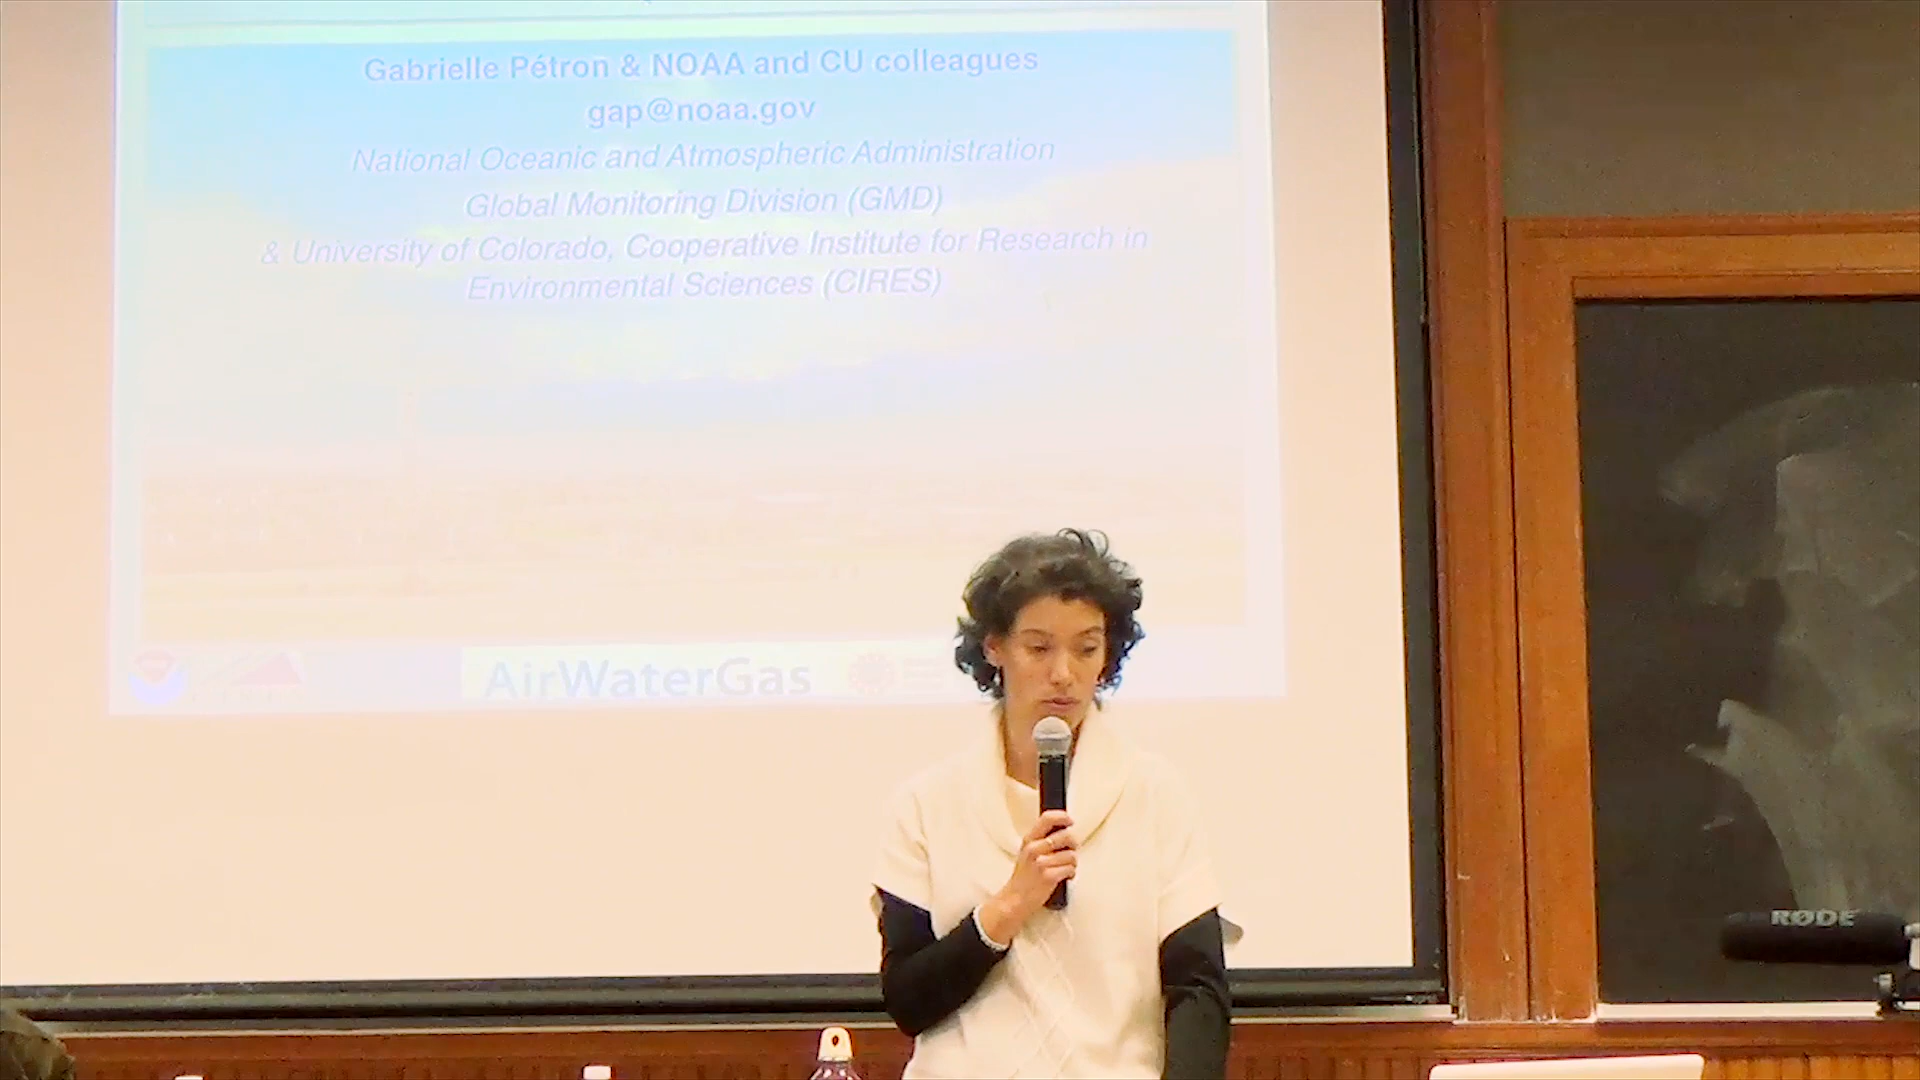 Gabrielle Pétron & NOAA and CU colleagues
gap@noaa.gov
National Oceanic and Atmospheric Administration
Global Monitoring Division (GMD)
& University of Colorado, Cooperative Institute for Research in
Environmental Sciences (CIRES)
AirWaterGas
RØDE